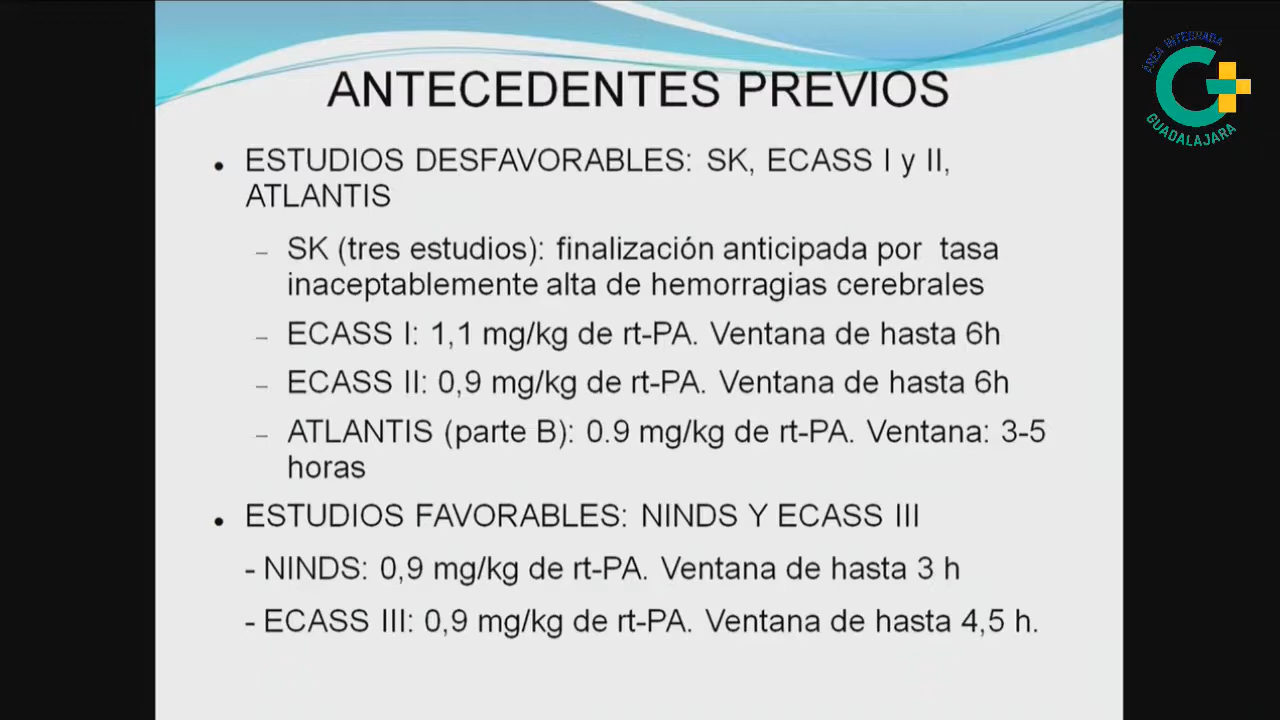 ANTECEDENTES PREVIOS
ÁREA INTEGRADA
GUADALAJARA
• ESTUDIOS DESFAVORABLES: SK, ECASS I y II,
ATLANTIS
– SK (tres estudios): finalización anticipada por tasa
inaceptablemente alta de hemorragias cerebrales
– ECASS I: 1,1 mg/kg de rt-PA. Ventana de hasta 6h
– ECASS II: 0,9 mg/kg de rt-PA. Ventana de hasta 6h
– ATLANTIS (parte B): 0.9 mg/kg de rt-PA. Ventana: 3-5
horas
• ESTUDIOS FAVORABLES: NINDS Y ECASS III
- NINDS: 0,9 mg/kg de rt-PA. Ventana de hasta 3 h
- ECASS III: 0,9 mg/kg de rt-PA. Ventana de hasta 4,5 h.